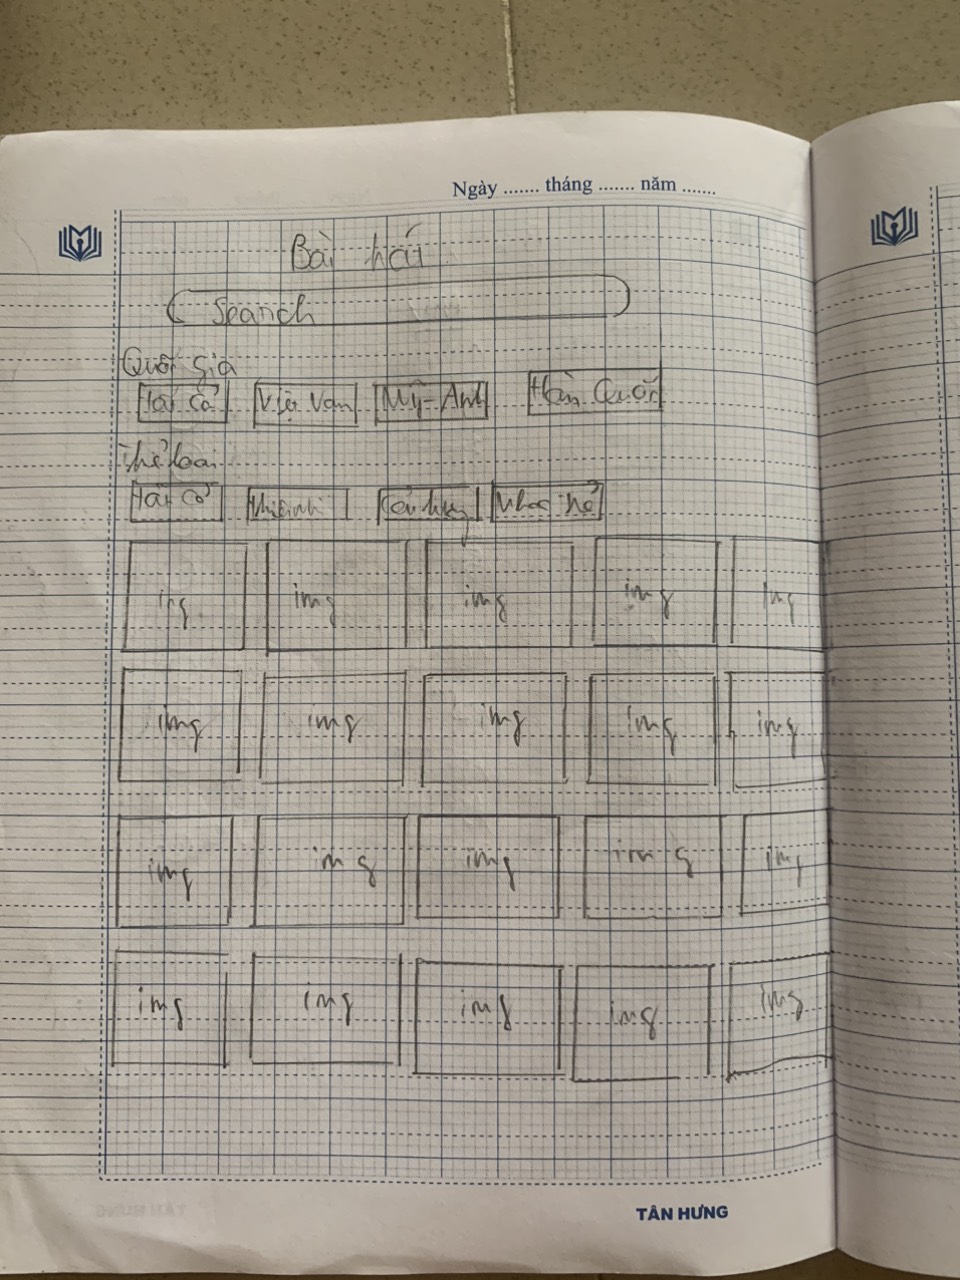 Ngày ....... tháng ....... năm .......
Bài hát
Search
Quốc gia
Tất cả Việt Nam Mỹ-Anh Hàn Quốc
Thể loại
Tất cả Thiếu nhi Nhạc trẻ
img img img img img
img img img img img
img img img img img
img img img img img
TÂN HƯNG